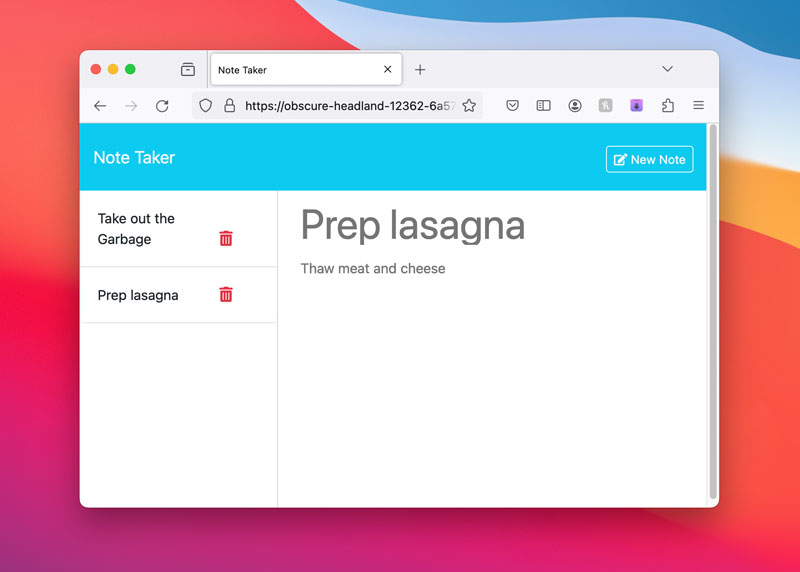 Note Taker
https://obscure-headland-12362-6a57
Note Taker
New Note
Take out the
Garbage
Prep lasagna
Prep lasagna
Thaw meat and cheese